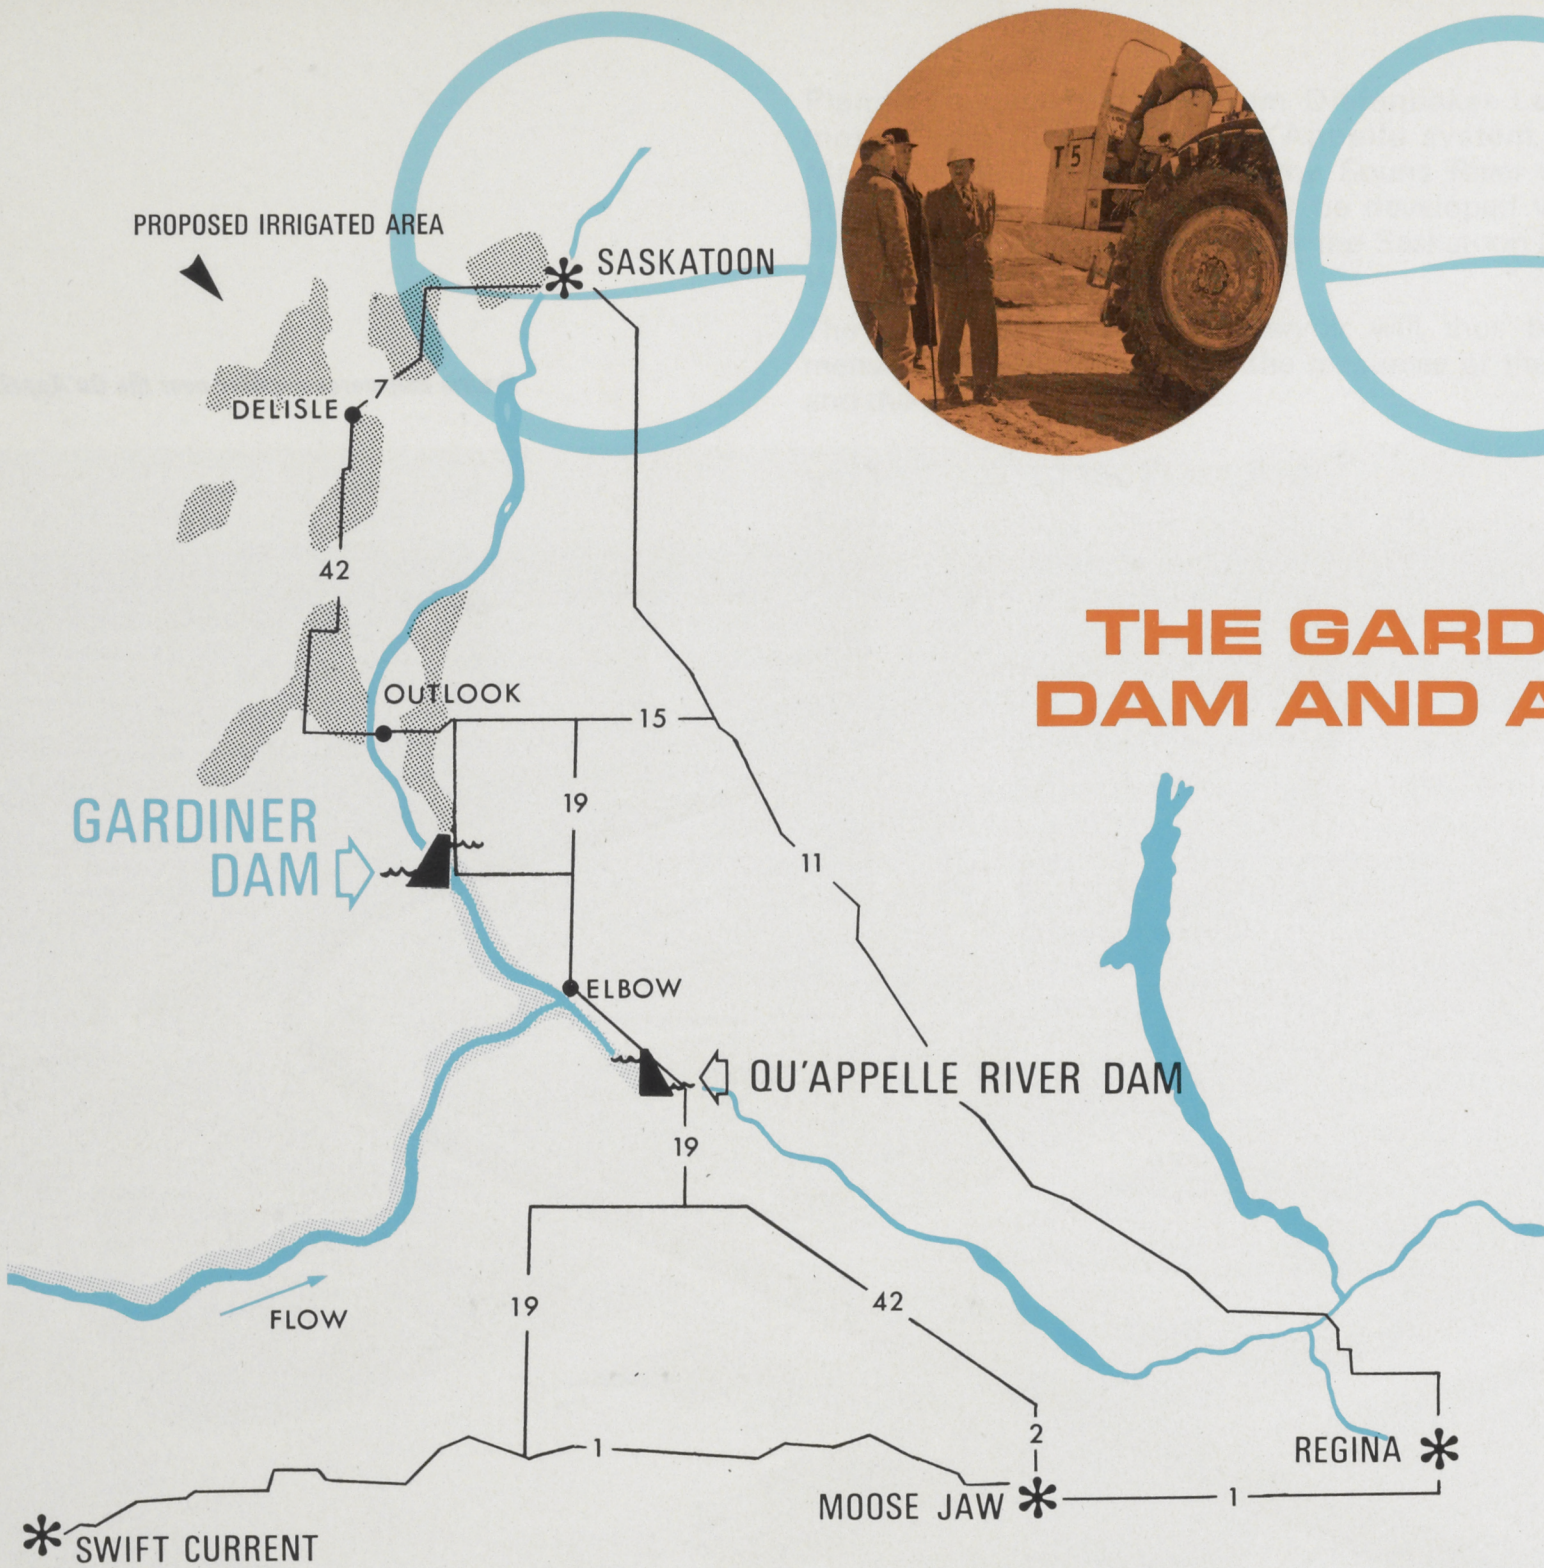 PROPOSED IRRIGATED AREA
SASKATOON
T 5
7
DELISLE
42
THE GARD
DAM AND A
OUTLOOK
15
19
GARDINER
DAM
11
ELBOW
QU'APPELLE RIVER DAM
19
19
42
FLOW
2
1
REGINA
MOOSE JAW
1
SWIFT CURRENT